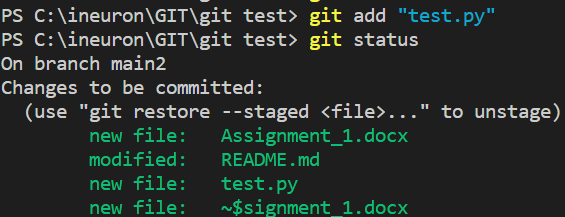 PS C:\ineuron\GIT\git test> git add "test.py"
PS C:\ineuron\GIT\git test> git status
On branch main2
Changes to be committed:
  (use "git restore --staged <file>..." to unstage)
        new file:   Assignment_1.docx
        modified:   README.md
        new file:   test.py
        new file:   ~$signment_1.docx